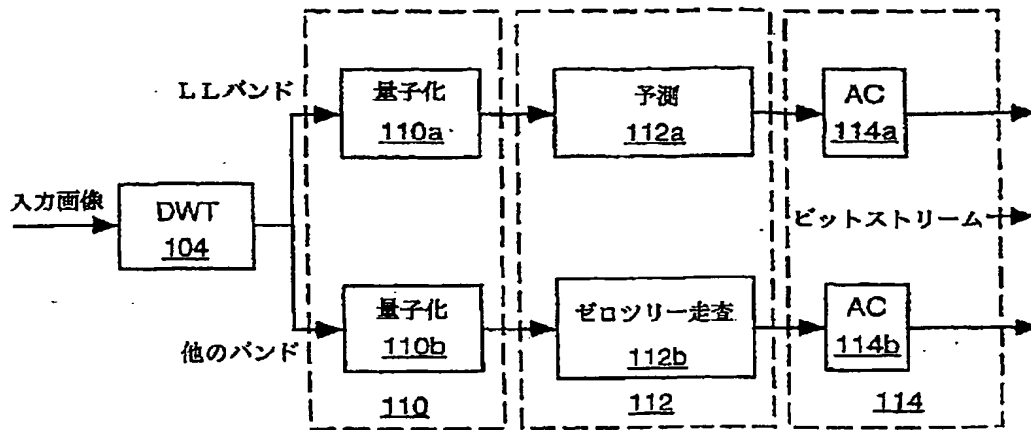 LLバンド
量子化
110a
予測
112a
AC
114a
入力画像
DWT
104
ビットストリーム
他のバンド
量子化
110b
ゼロツリー走査
112b
AC
114b
110
112
114